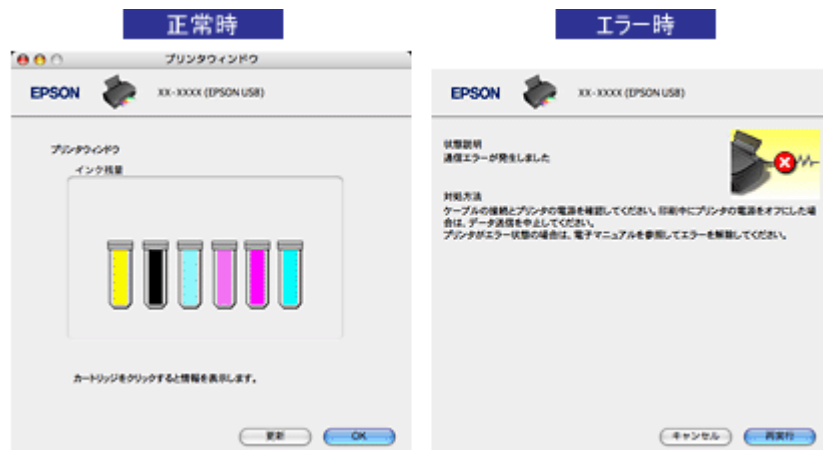 正常時
プリンタウィンドウ
EPSON
XX-XXXX (EPSON USB)
プリンタウィンドウ
インク残量
カートリッジをクリックすると情報を表示します。
更新
OK
エラー時
EPSON
XX-XXXX (EPSON USB)
状態説明
通信エラーが発生しました
対処方法
ケーブルの接続とプリンタの電源を確認してください。印刷中にプリンタの電源をオフにした場
合は、データ送信を中止してください。
プリンタがエラー状態の場合は、電子マニュアルを参照してエラーを解除してください。
キャンセル
再実行